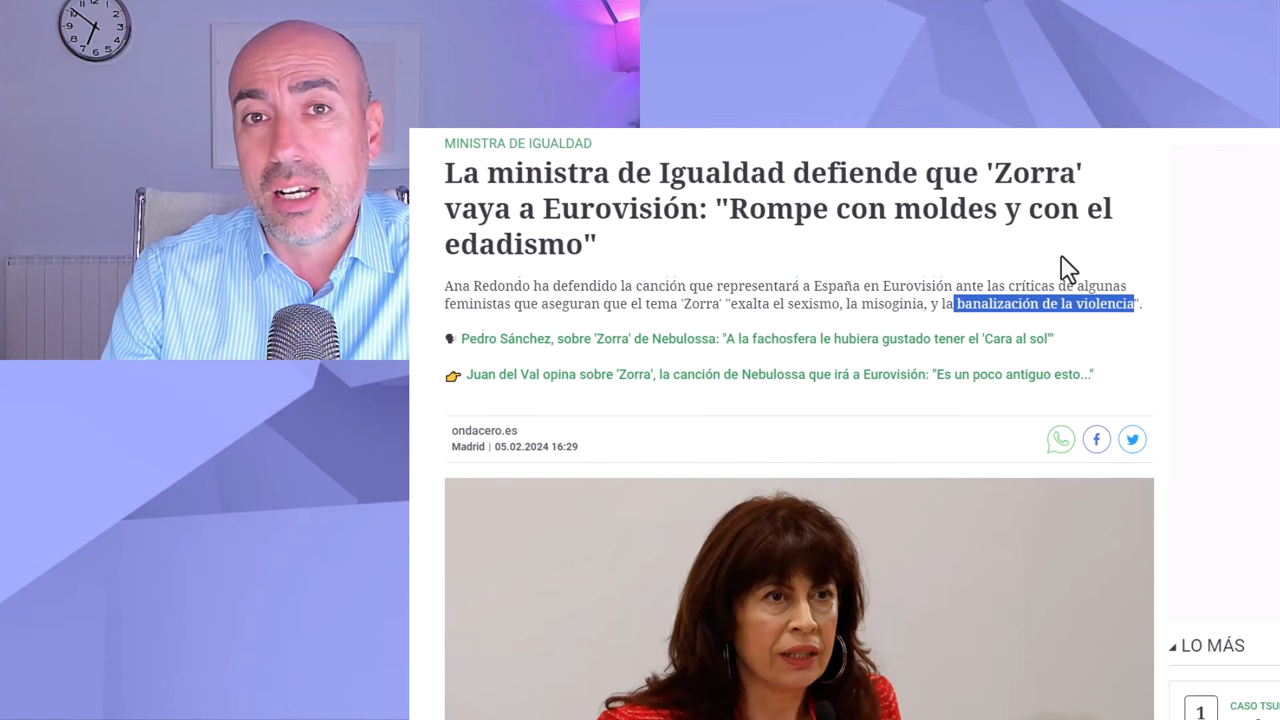 MINISTRA DE IGUALDAD
La ministra de Igualdad defiende que 'Zorra'
vaya a Eurovisión: "Rompe con moldes y con el
edadismo"
Ana Redondo ha defendido la canción que representará a España en Eurovisión ante las críticas de algunas
feministas que aseguran que el tema 'Zorra' "exalta el sexismo, la misoginia, y la banalización de la violencia".
Pedro Sánchez, sobre 'Zorra' de Nebulossa: "A la fachosfera le hubiera gustado tener el 'Cara al sol'"
Juan del Val opina sobre 'Zorra', la canción de Nebulossa que irá a Eurovisión: "Es un poco antiguo esto..."
ondacero.es
Madrid | 05.02.2024 16:29
LO MÁS
1